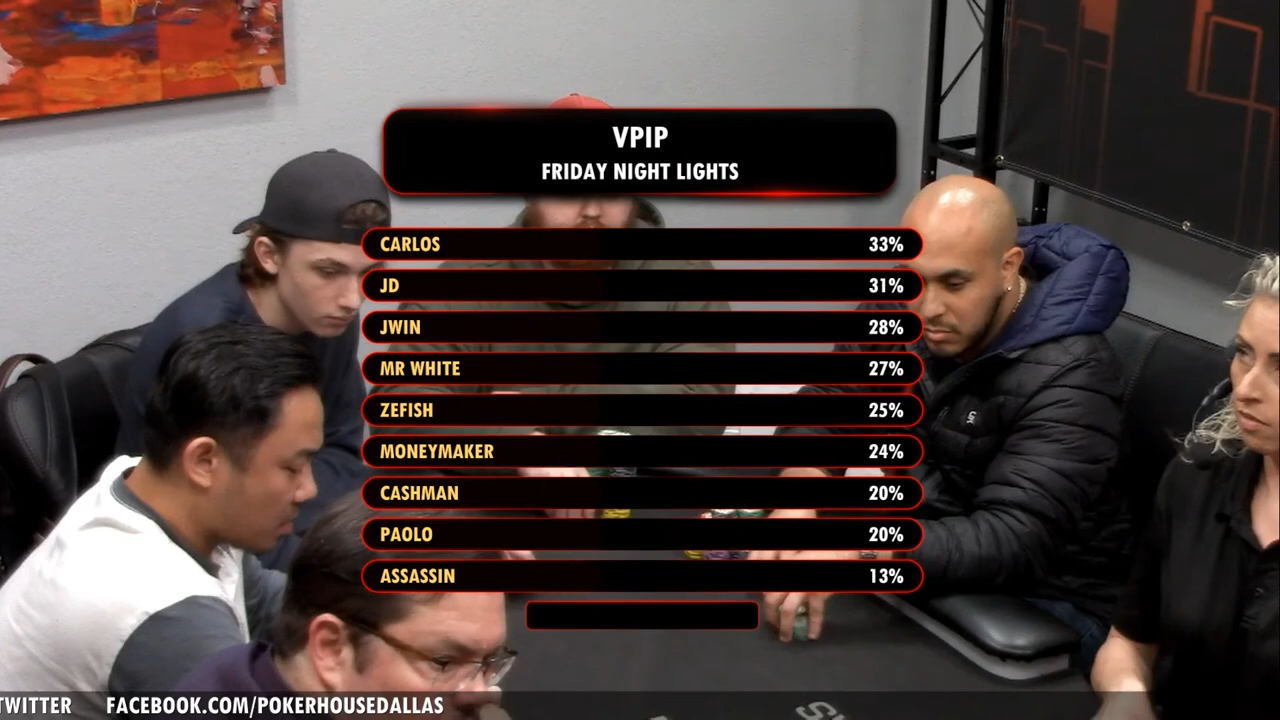 VPIP
FRIDAY NIGHT LIGHTS
CARLOS 33%
JD 31%
JWIN 28%
MR WHITE 27%
ZEFISH 25%
MONEYMAKER 24%
CASHMAN 20%
PAOLO 20%
ASSASSIN 13%
TWITTER FACEBOOK.COM/POKERHOUSEDALLAS